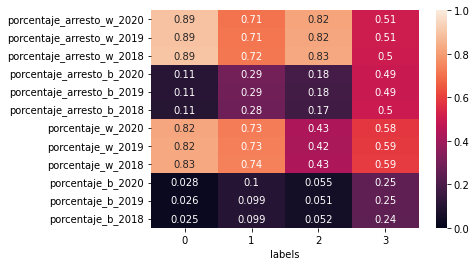 porcentaje_arresto_w_2020 0.89 0.71 0.82 0.51
porcentaje_arresto_w_2019 0.89 0.71 0.82 0.51
porcentaje_arresto_w_2018 0.89 0.72 0.83 0.5
porcentaje_arresto_b_2020 0.11 0.29 0.18 0.49
porcentaje_arresto_b_2019 0.11 0.29 0.18 0.49
porcentaje_arresto_b_2018 0.11 0.28 0.17 0.5
porcentaje_w_2020 0.82 0.73 0.43 0.58
porcentaje_w_2019 0.82 0.73 0.42 0.59
porcentaje_w_2018 0.83 0.74 0.43 0.59
porcentaje_b_2020 0.028 0.1 0.055 0.25
porcentaje_b_2019 0.026 0.099 0.051 0.25
porcentaje_b_2018 0.025 0.099 0.052 0.24
0 1 2 3
labels
1.0
0.8
0.6
0.4
0.2
0.0